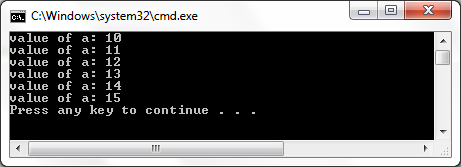 C:\Windows\system32\cmd.exe
value of a: 10
value of a: 11
value of a: 12
value of a: 13
value of a: 14
value of a: 15
Press any key to continue . . .